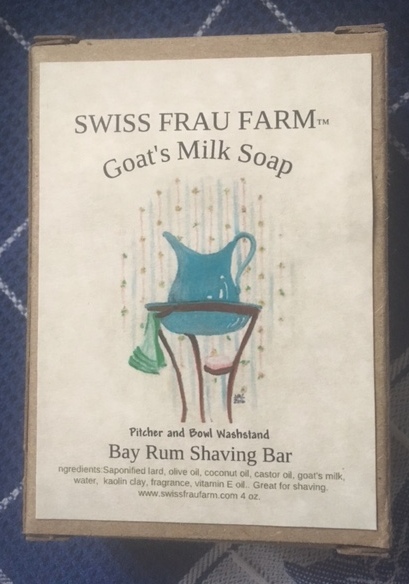 SWISS FRAU FARM™
Goat's Milk Soap
Pitcher and Bowl Washstand
Bay Rum Shaving Bar
ngredients:Saponified lard, olive oil, coconut oil, castor oil, goat's milk,
water, kaolin clay, fragrance, vitamin E oil.. Great for shaving.
www.swissfraufarm.com 4 oz.